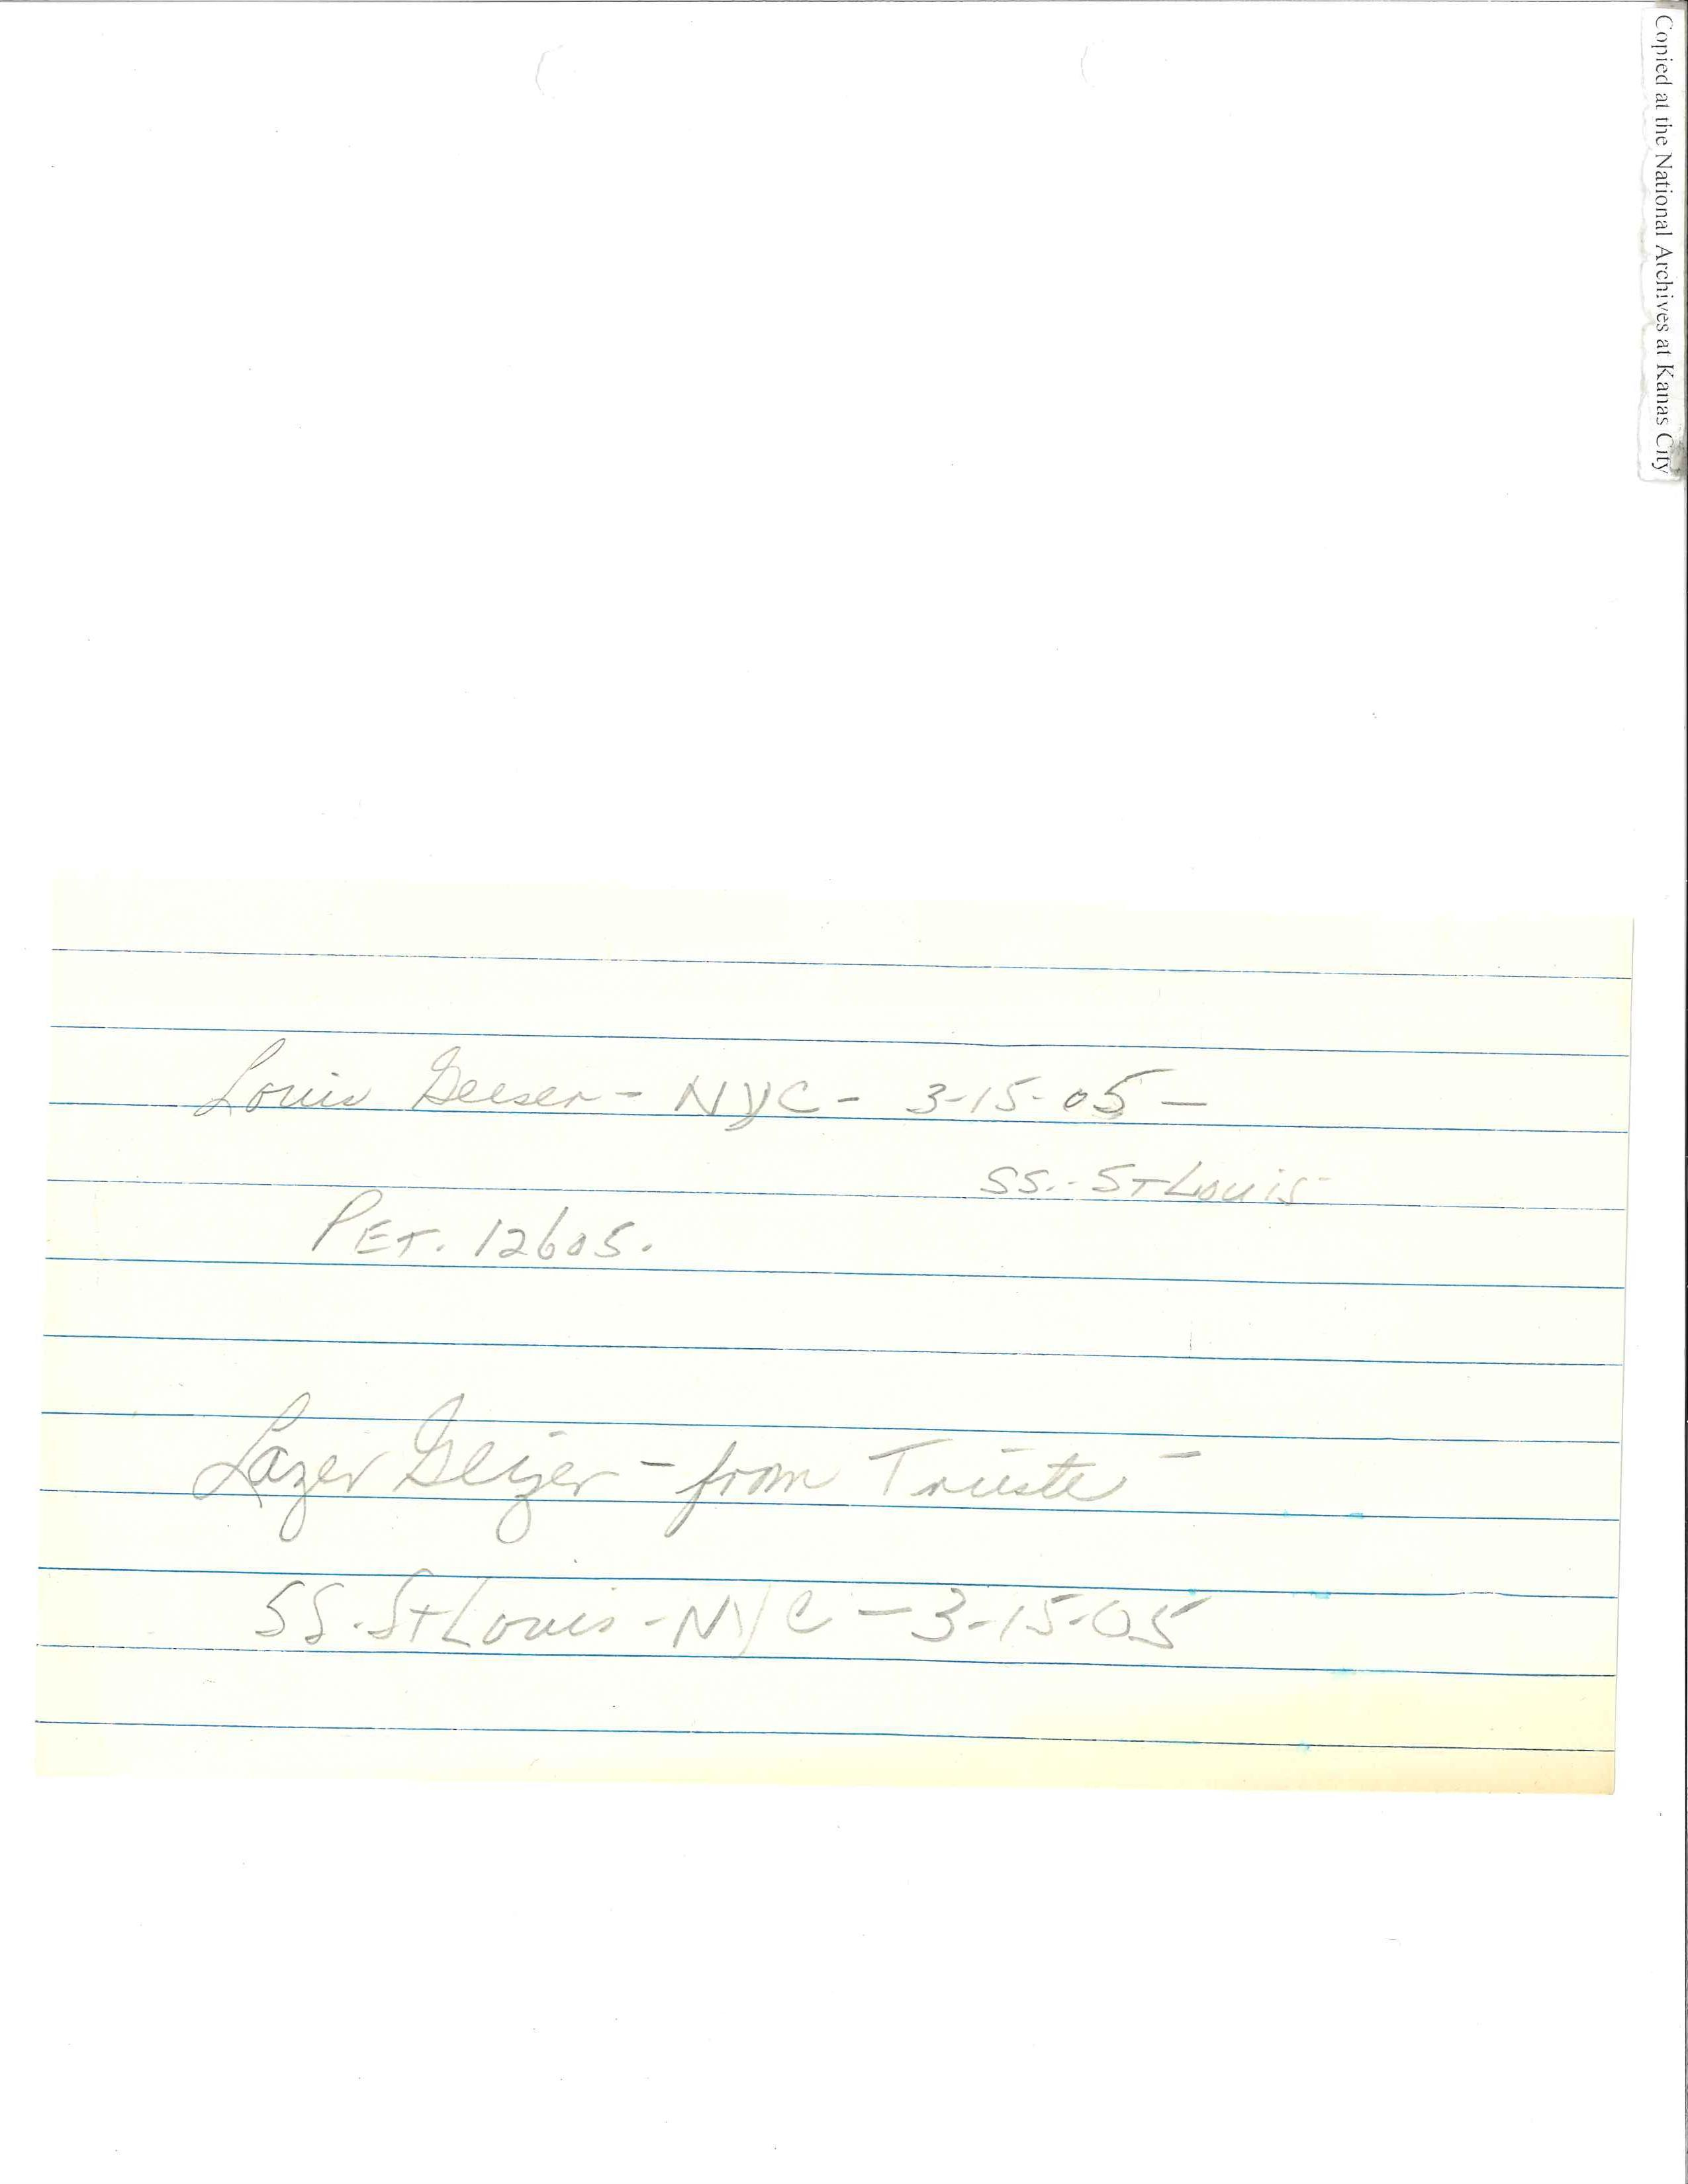 Copied at the National Archives at Kanas City
Louis Geeser - NYC - 3-15-05 -
SS. - St Louis -
PET. 12605.
Lazer Geizer - from Trieste -
SS. St Louis - NYC - 3-15-05